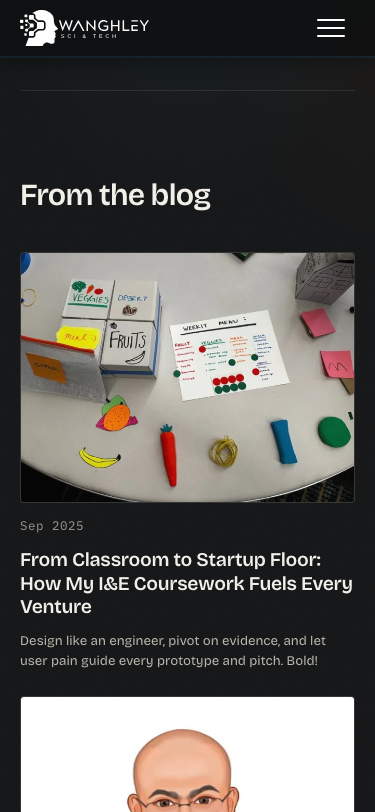 WANGHLEY
SCI & TECH
From the blog
VEGGIES
DESERT
meat :)
FRUITS
WEEKLY MENU:
Sep 2025
From Classroom to Startup Floor:
How My I&E Coursework Fuels Every
Venture
Design like an engineer, pivot on evidence, and let
user pain guide every prototype and pitch. Bold!